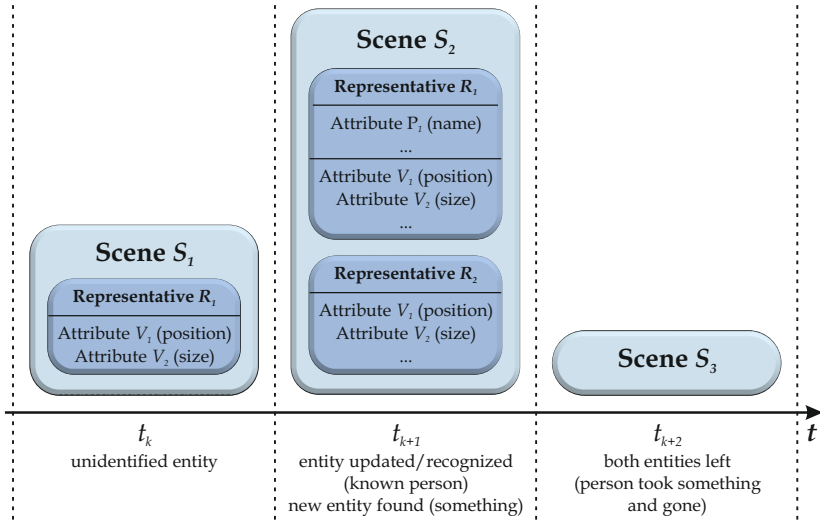 Scene S₁
Representative R₁
Attribute V₁ (position)
Attribute V₂ (size)
Scene S₂
Representative R₁
Attribute P₁ (name)
...
Attribute V₁ (position)
Attribute V₂ (size)
...
Representative R₂
Attribute V₁ (position)
Attribute V₂ (size)
...
Scene S₃
tₖ
unidentified entity
tₖ₊₁
entity updated/recognized
(known person)
new entity found (something)
tₖ₊₂
both entities left
(person took something
and gone)
t